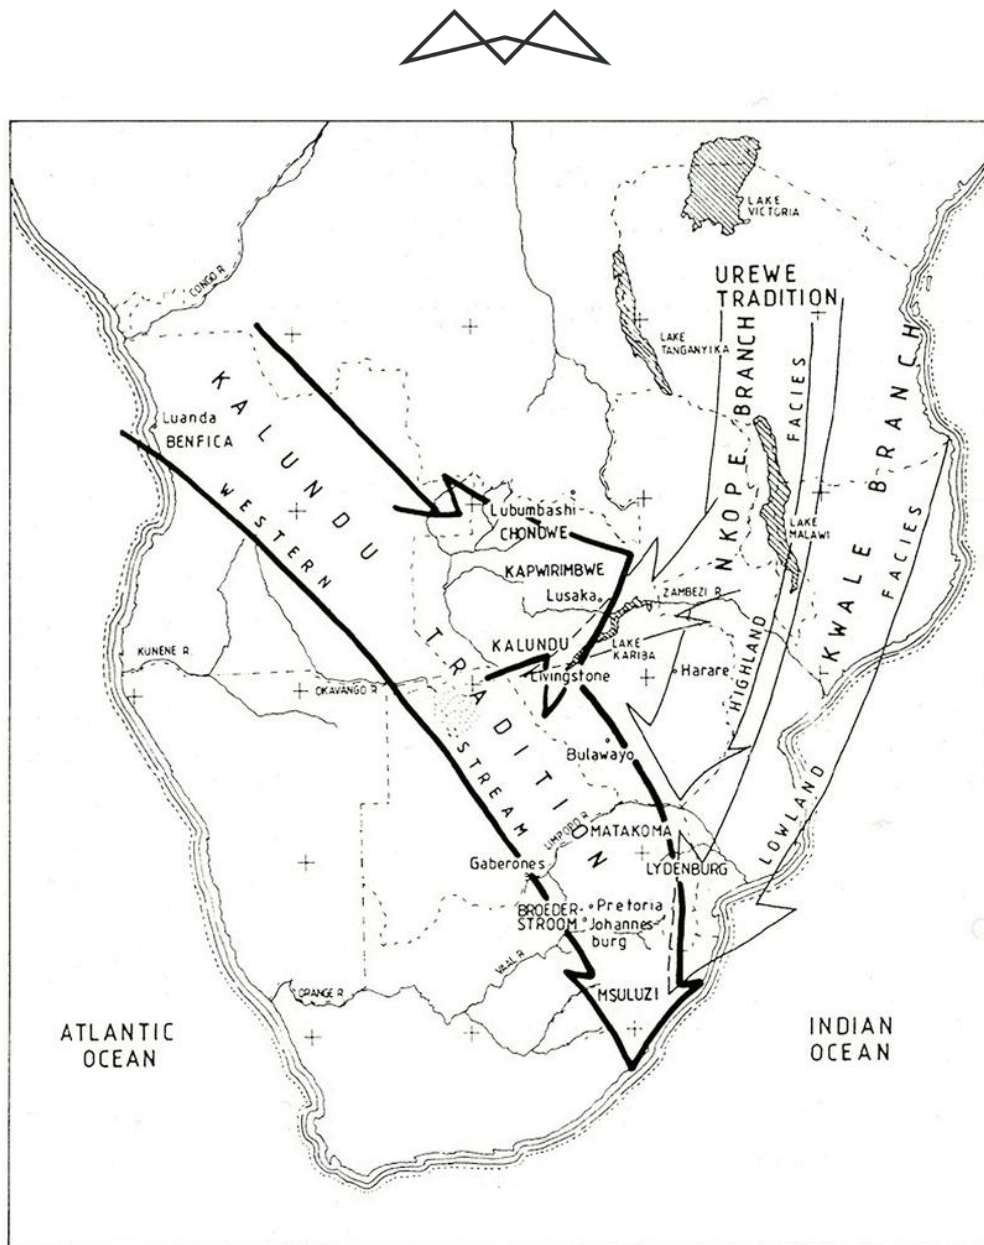 LAKE
VICTORIA
UREWE
TRADITION
CONGO R.
LAKE
TANGANYIKA
NKOPE BRANCH
FACIES
KWALE BRANCH
KALUNDU
Luanda
BENFICA
WESTERN
Lubumbashi
CHONDWE
LAKE
MALAWI
FACIES
KAPWIRIMBWE
Lusaka
ZAMBEZI R.
TRADITION
KALUNDU
LAKE
KARIBA
HIGHLAND
KUNENE R.
Livingstone
Harare
OKAVANGO R.
STREAM
Bulawayo
LOWLAND
LIMPOPO R.
MATAKOMA
Gaberones
LYDENBURG
BROEDER
STROOM
Pretoria
Johannes-
burg
VAAL R.
ORANGE R.
MSULUZI
ATLANTIC
OCEAN
INDIAN
OCEAN